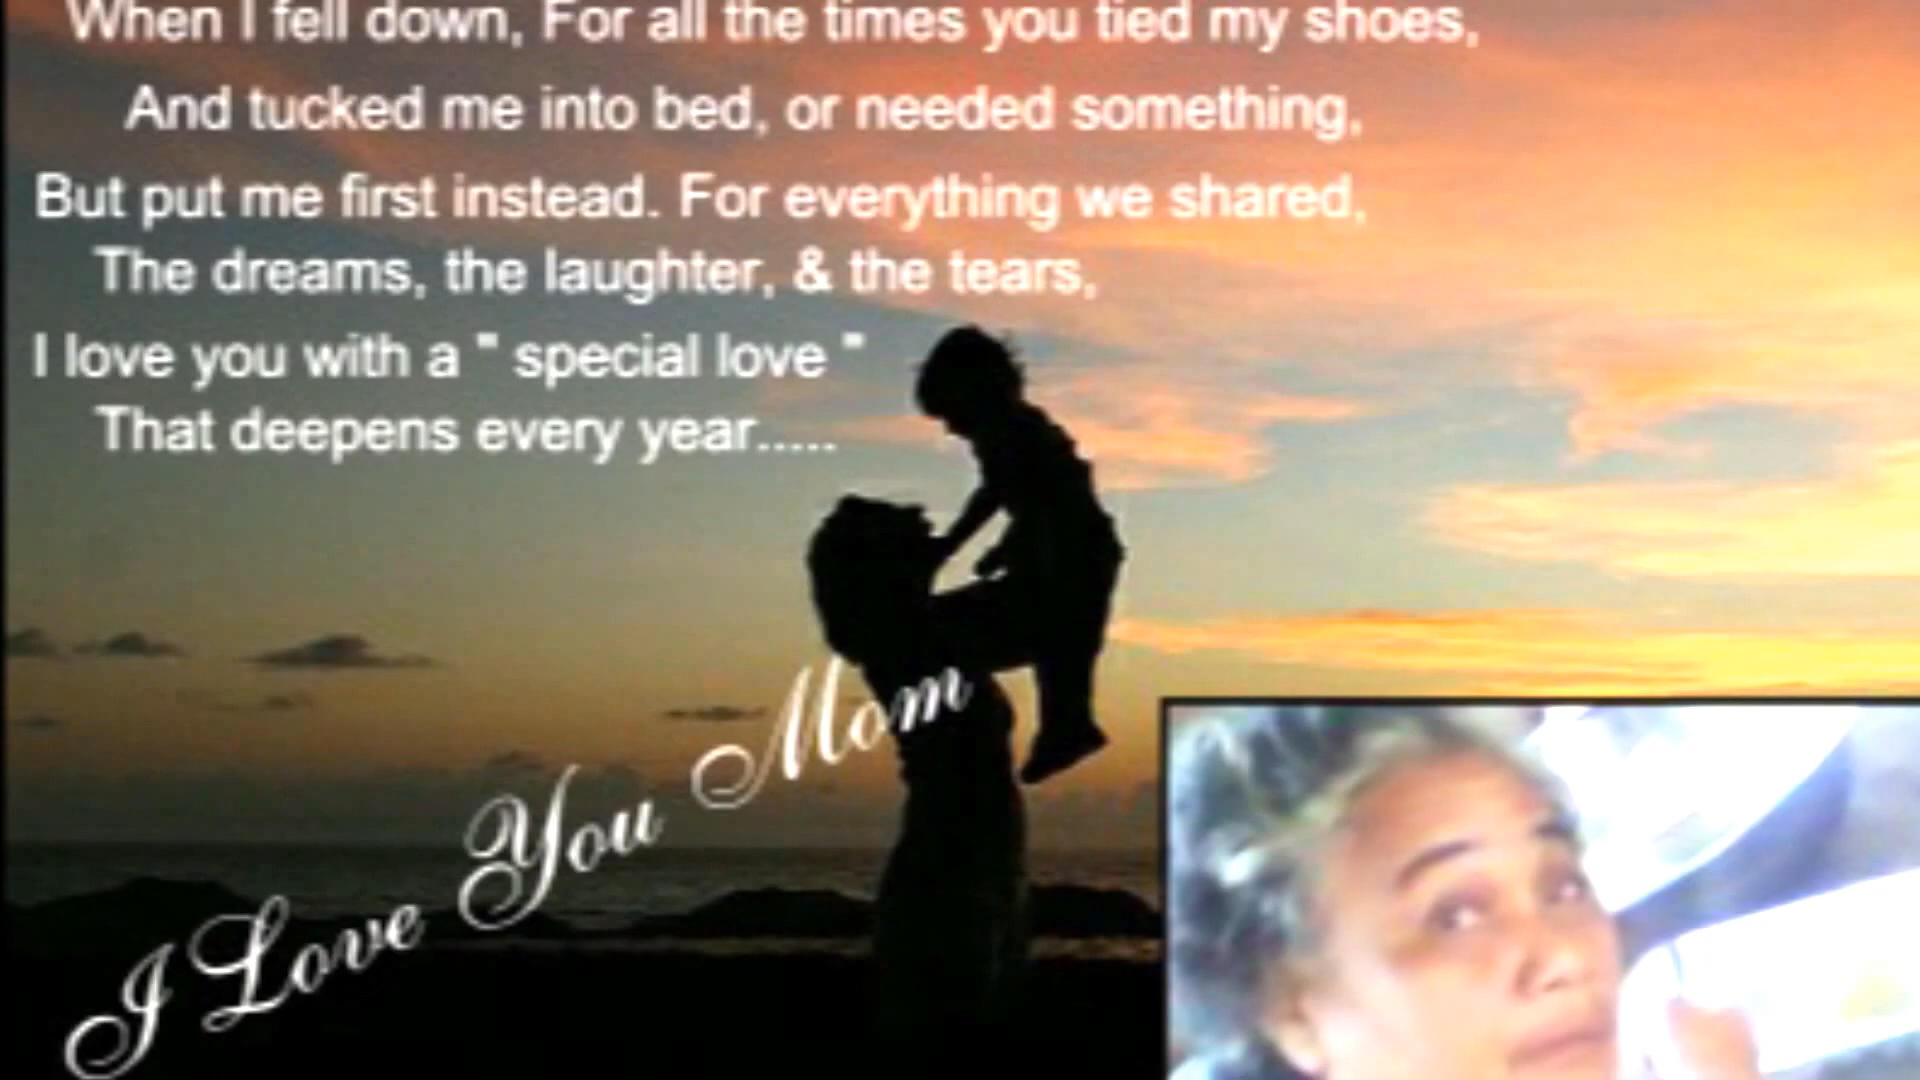 When I fell down, For all the times you tied my shoes,
And tucked me into bed, or needed something,
But put me first instead. For everything we shared,
The dreams, the laughter, & the tears,
I love you with a " special love "
That deepens every year.....
I Love You Mom